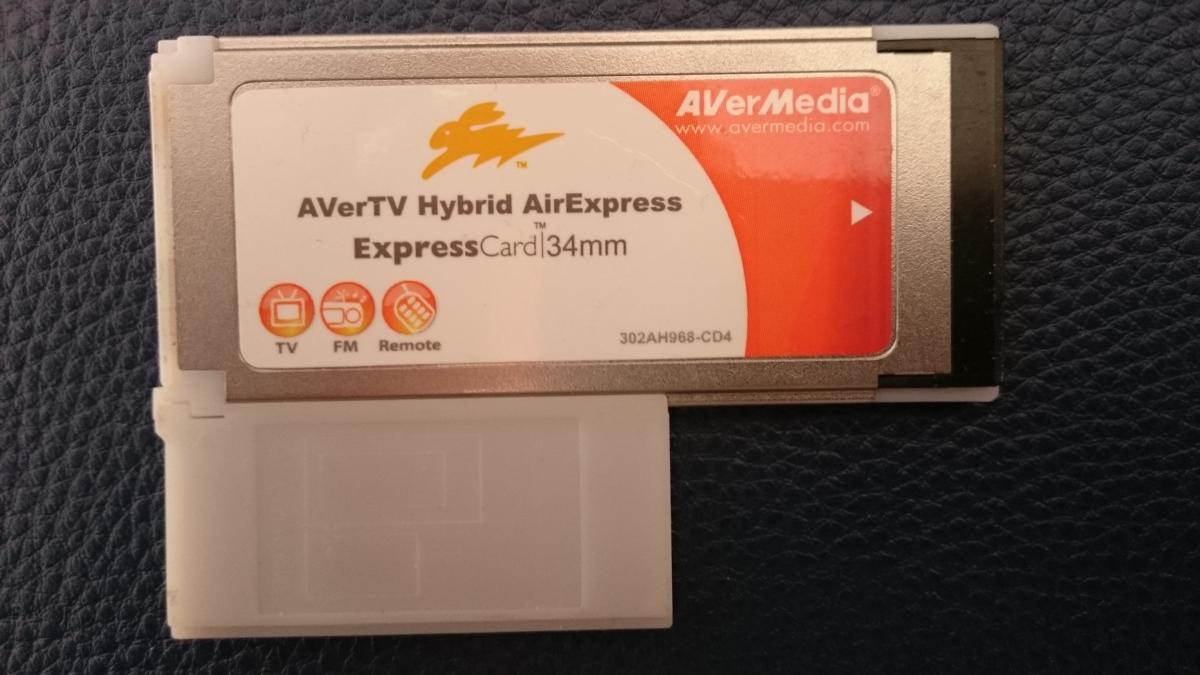 AVerMedia®
www.avermedia.com
TM
AVerTV Hybrid AirExpress
ExpressCard™|34mm
TV FM Remote
302AH968-CD4